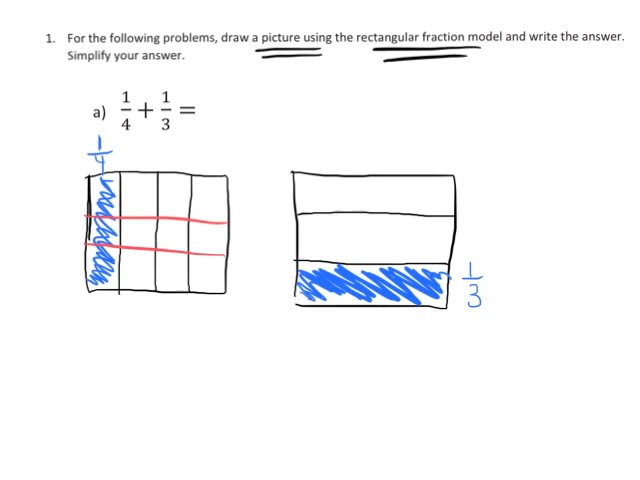 1. For the following problems, draw a picture using the rectangular fraction model and write the answer.
Simplify your answer.
a) 1/4 + 1/3 =
1/4
1/3